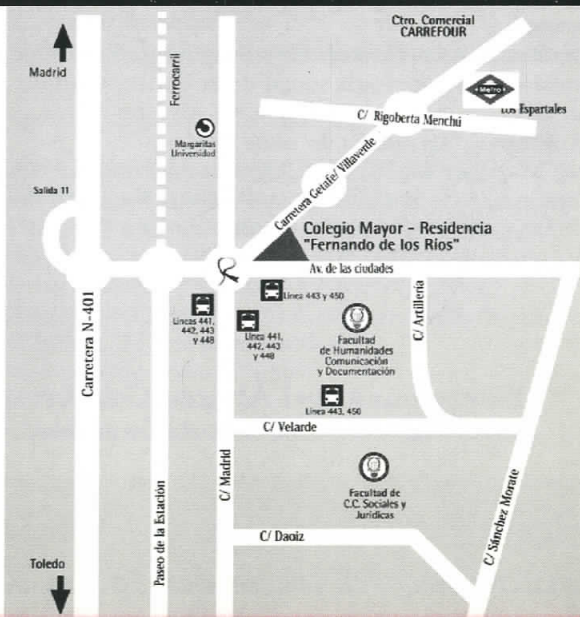 Ctro. Comercial
CARREFOUR
Madrid
Ferrocarril
Metro
Los Espartales
C/ Rigoberta Menchú
Margaritas
Universidad
Carretera Getafe/ Villaverde
Salida 11
Colegio Mayor - Residencia
"Fernando de los Ríos"
Av. de las ciudades
Línea 443 y 450
Líneas 441,
442, 443
y 448
Línea 441,
442, 443
y 448
Carretera N-401
C/ Artillería
Facultad
de Humanidades
Comunicación
y Documentación
Línea 443, 450
C/ Velarde
C/ Madrid
Paseo de la Estación
Facultad de
C.C. Sociales y
Jurídicas
C/ Sánchez Morate
C/ Daoiz
Toledo